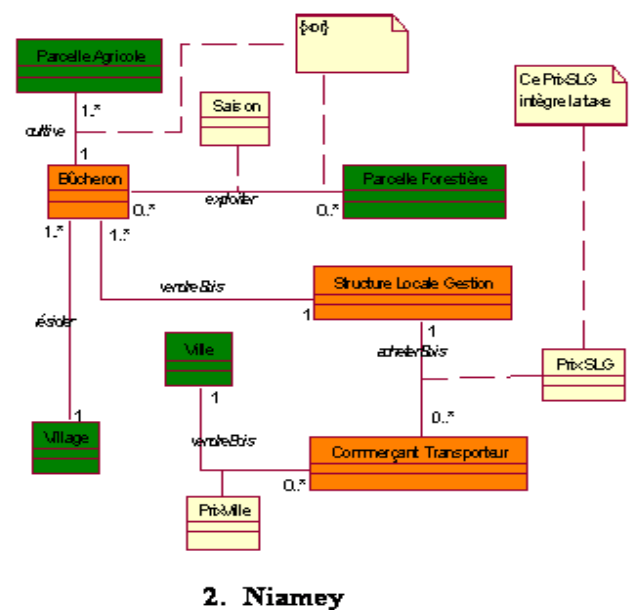 {xor}
Parcelle Agricole
Ce PrixSLG
intègre la taxe
Saison
1..*
cultive
1
Bûcheron
Parcelle Forestière
0..*
exploiter
0..*
1..*
1..*
vendreBois
Structure Locale Gestion
1
1
résider
Ville
acheterBois
PrixSLG
1
1
0..*
Village
vendreBois
Commerçant Transporteur
0..*
PrixVille
2. Niamey